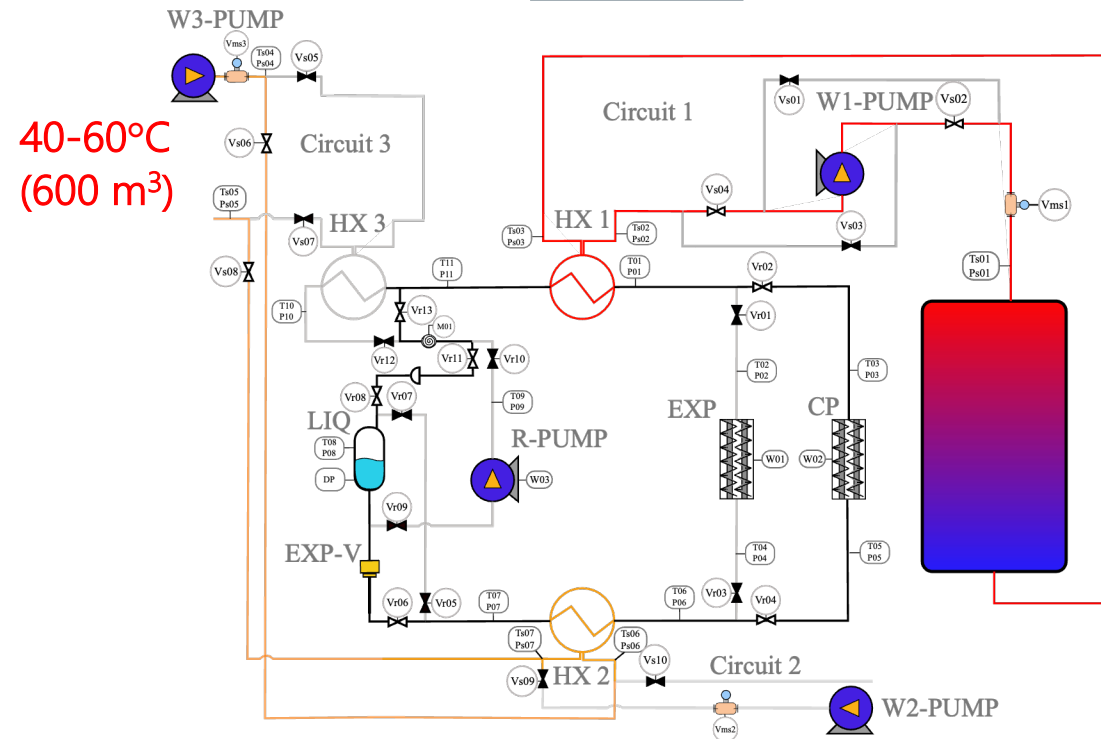 W3-PUMP
Vms3
Ts04
Ps04
Vs05
40-60°C
(600 m³)
Vs06
Circuit 3
Ts05
Ps05
Vs07
HX 3
Vs08
Circuit 1
Vs01
W1-PUMP
Vs02
Vs04
Vs03
Vms1
Ts01
Ps01
Ts03
Ps03
HX 1
Ts02
Ps02
T11
P11
T01
P01
Vr02
T10
P10
Vr13
M01
Vr01
Vr12
Vr11
Vr10
T02
P02
T03
P03
Vr08
Vr07
T09
P09
LIQ
R-PUMP
EXP
CP
T08
P08
DP
W03
W01
W02
Vr09
EXP-V
T04
P04
T05
P05
Vr06
Vr05
T07
P07
T06
P06
Vr03
Vr04
Ts07
Ps07
Ts06
Ps06
Vs10
Vs09
HX 2
Circuit 2
W2-PUMP
Vms2